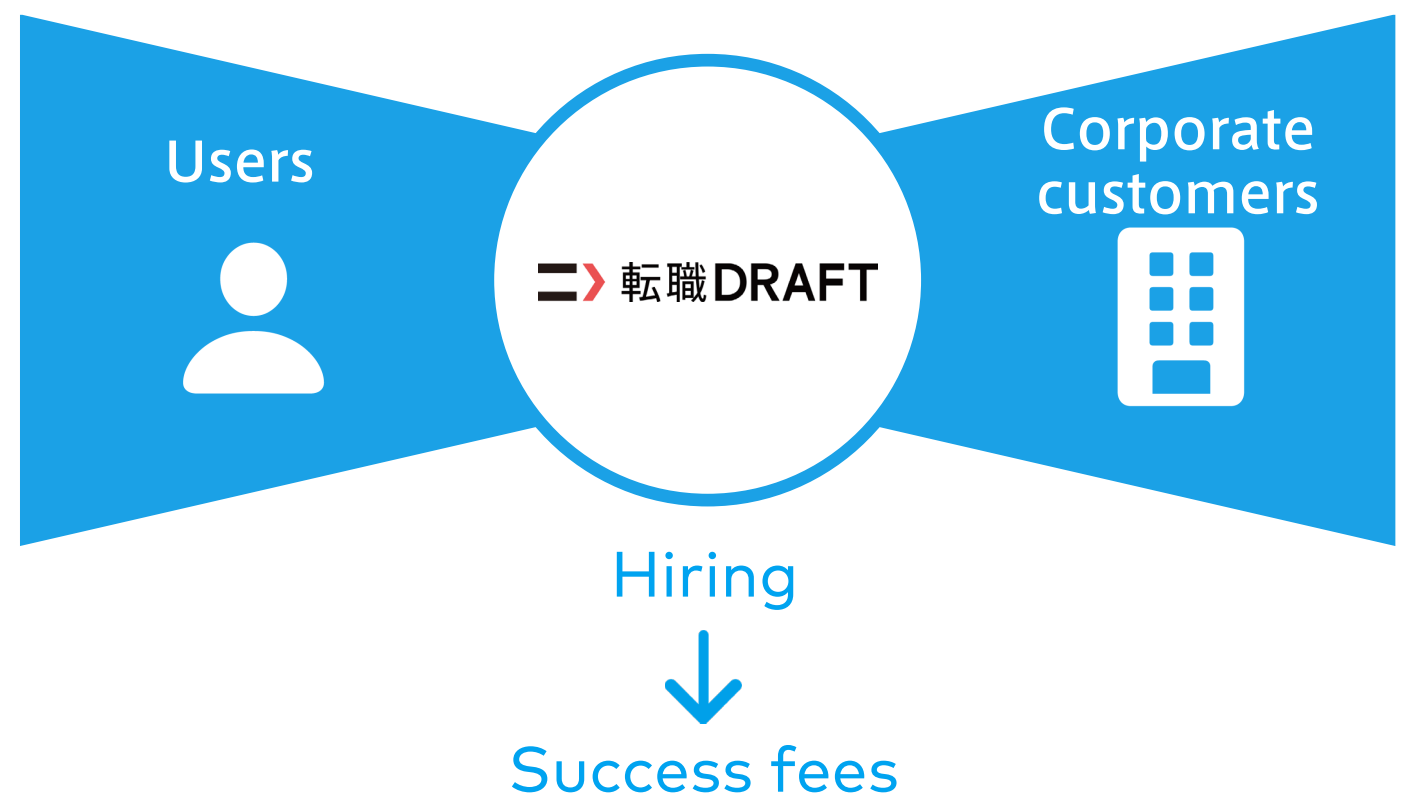 Users
Corporate
customers
転職DRAFT
Hiring
Success fees